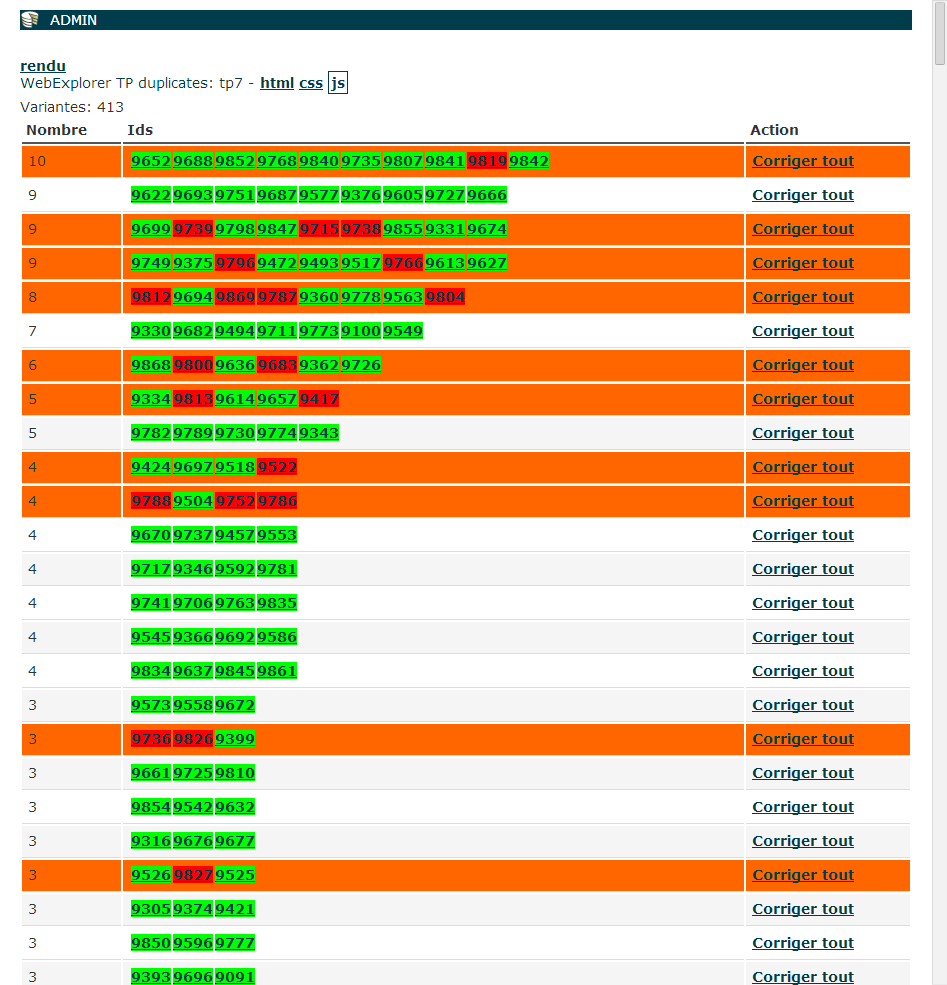 ADMIN
rendu
WebExplorer TP duplicates: tp7 - html css js
Variantes: 413
Nombre Ids Action
10 9652 9688 9852 9768 9840 9735 9807 9841 9819 9842 Corriger tout
9 9622 9693 9751 9687 9577 9376 9605 9727 9666 Corriger tout
9 9699 9739 9798 9847 9715 9738 9855 9331 9674 Corriger tout
9 9749 9375 9796 9472 9493 9517 9766 9613 9627 Corriger tout
8 9812 9694 9869 9787 9360 9778 9563 9804 Corriger tout
7 9330 9682 9494 9711 9773 9100 9549 Corriger tout
6 9868 9800 9636 9683 9362 9726 Corriger tout
5 9334 9813 9614 9657 9417 Corriger tout
5 9782 9789 9730 9774 9343 Corriger tout
4 9424 9697 9518 9522 Corriger tout
4 9788 9504 9752 9786 Corriger tout
4 9670 9737 9457 9553 Corriger tout
4 9717 9346 9592 9781 Corriger tout
4 9741 9706 9763 9835 Corriger tout
4 9545 9366 9692 9586 Corriger tout
4 9834 9637 9845 9861 Corriger tout
3 9573 9558 9672 Corriger tout
3 9736 9826 9399 Corriger tout
3 9661 9725 9810 Corriger tout
3 9854 9542 9632 Corriger tout
3 9316 9676 9677 Corriger tout
3 9526 9827 9525 Corriger tout
3 9305 9374 9421 Corriger tout
3 9850 9596 9777 Corriger tout
3 9393 9696 9091 Corriger tout